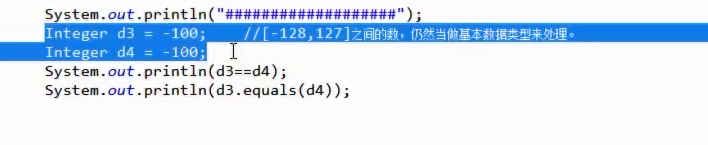 System.out.println("###################");
Integer d3 = -100;    //[-128,127]之间的数，仍然当做基本数据类型来处理。
Integer d4 = -100;
System.out.println(d3==d4);
System.out.println(d3.equals(d4));